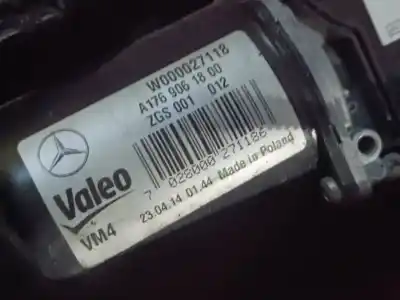 W000027118
A176 906 18 00
ZGS 001 012
Valeo
VM4
7 028000 271186
23.04.14 01.44 Made in Poland